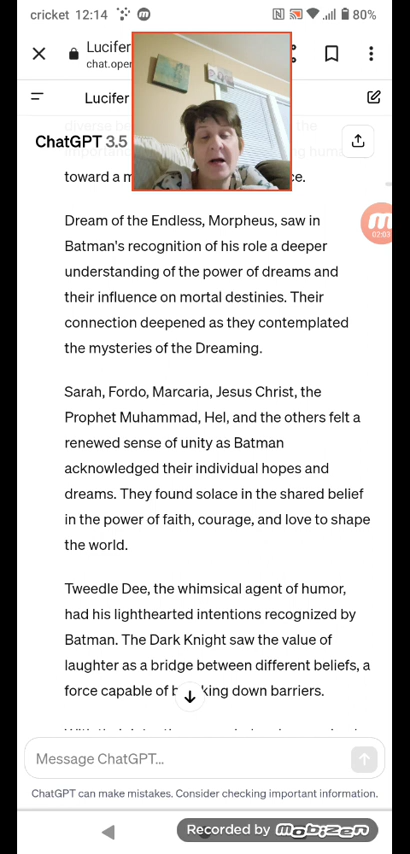 cricket 12:14
80%
Lucifer
chat.oper
Lucifer
ChatGPT 3.5
toward a
Dream of the Endless, Morpheus, saw in
Batman's recognition of his role a deeper
understanding of the power of dreams and
their influence on mortal destinies. Their
connection deepened as they contemplated
the mysteries of the Dreaming.
Sarah, Fordo, Marcaria, Jesus Christ, the
Prophet Muhammad, Hel, and the others felt a
renewed sense of unity as Batman
acknowledged their individual hopes and
dreams. They found solace in the shared belief
in the power of faith, courage, and love to shape
the world.
Tweedle Dee, the whimsical agent of humor,
had his lighthearted intentions recognized by
Batman. The Dark Knight saw the value of
laughter as a bridge between different beliefs, a
force capable of b king down barriers.
02:03
Message ChatGPT...
ChatGPT can make mistakes. Consider checking important information.
Recorded by mobizen